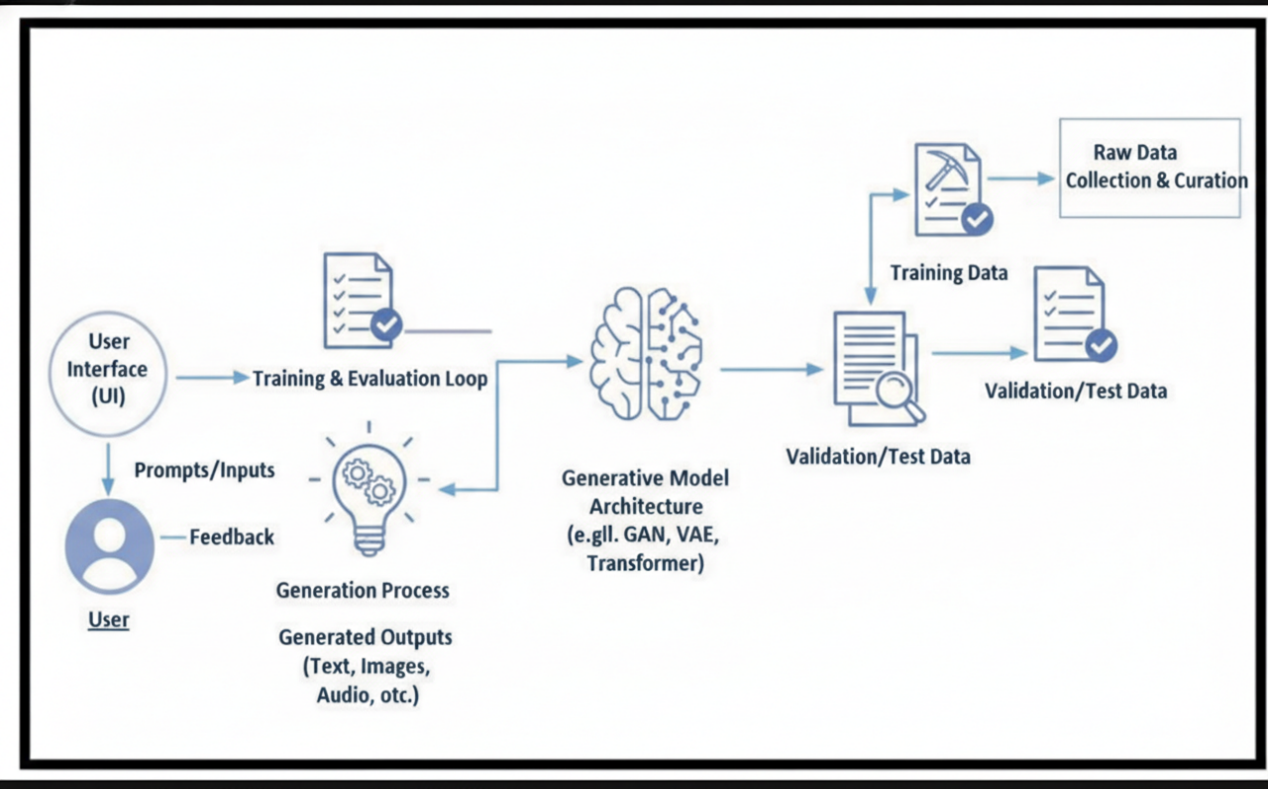 Raw Data
Collection & Curation
Training Data
User
Interface
(UI)
Training & Evaluation Loop
Validation/Test Data
Prompts/Inputs
Validation/Test Data
Generative Model
Architecture
(e.gll. GAN, VAE,
Transformer)
Feedback
User
Generation Process
Generated Outputs
(Text, Images,
Audio, otc.)